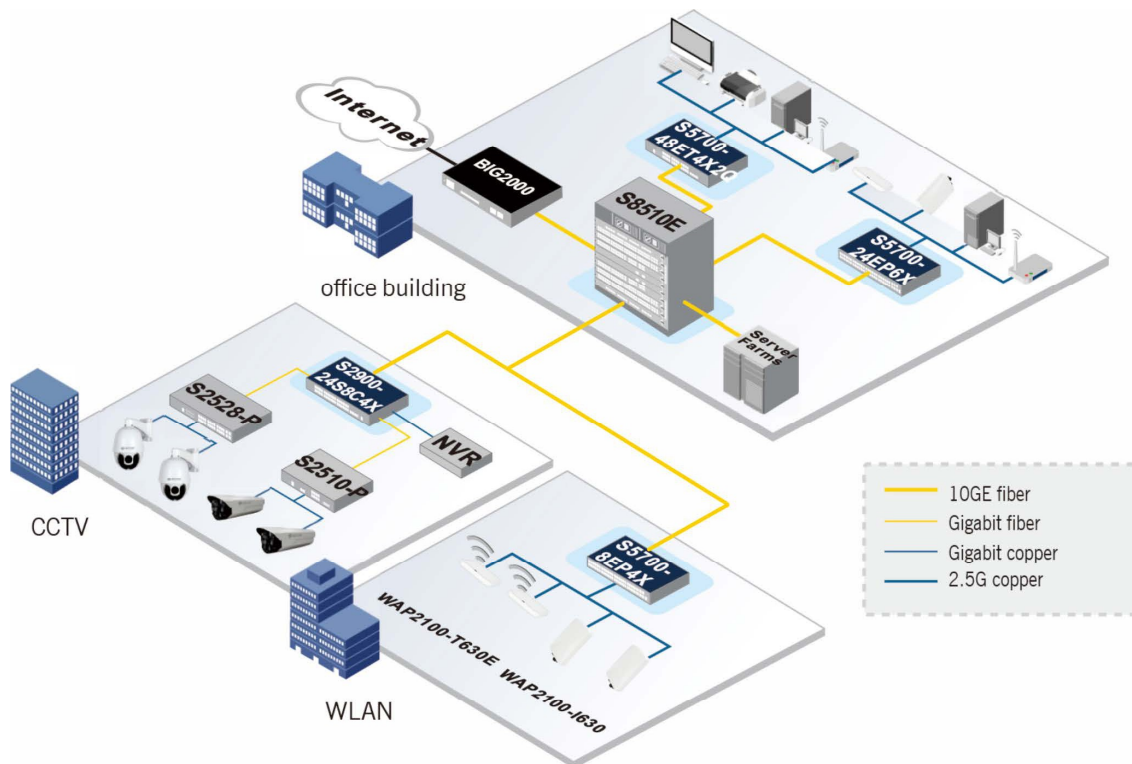 Internet
BIG2000
S5700-
48ET4X2Q
S8510E
S5700-
24EP6X
Server
Farms
office building
S2900-
24S8C4X
S2528-P
NVR
S2510-P
CCTV
S5700-
8EP4X
WAP2100-T630E
WAP2100-I630
WLAN
10GE fiber
Gigabit fiber
Gigabit copper
2.5G copper